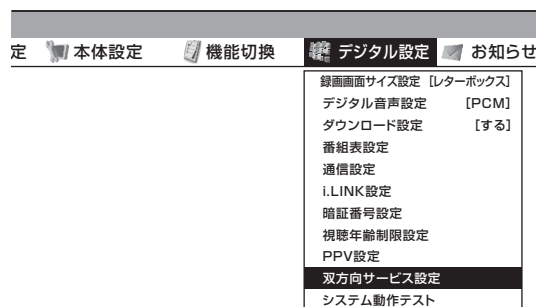 定 本体設定 機能切換 デジタル設定 お知らせ
録画画面サイズ設定 [レターボックス]
デジタル音声設定 [PCM]
ダウンロード設定 [する]
番組表設定
通信設定
i.LINK設定
暗証番号設定
視聴年齢制限設定
PPV設定
双方向サービス設定
システム動作テスト